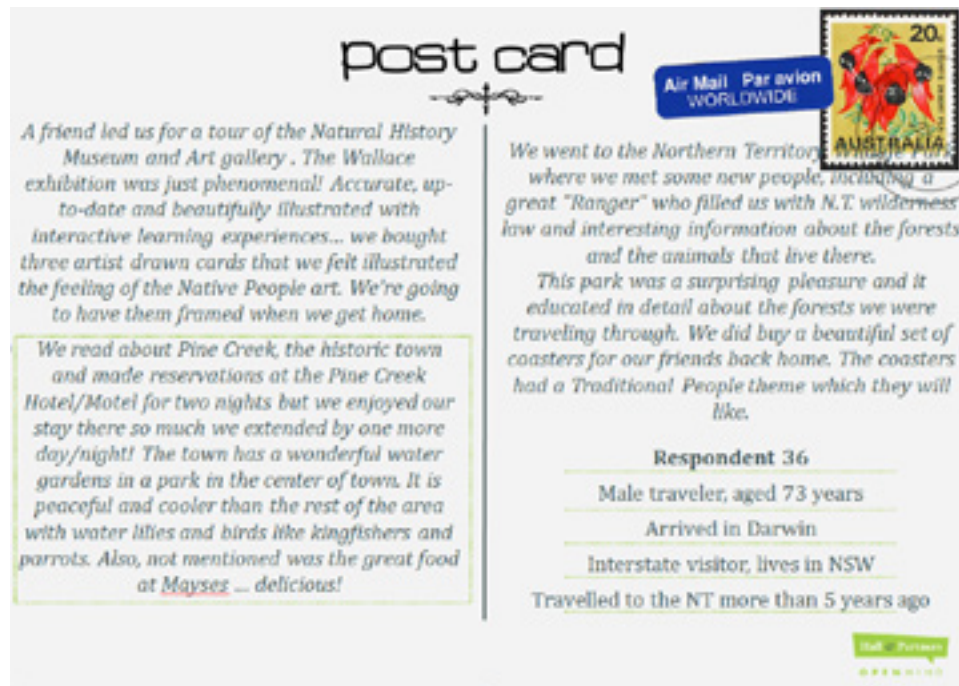 post card
Air Mail Par avion
WORLDWIDE
20c
AUSTRALIA
A friend led us for a tour of the Natural History
Museum and Art gallery . The Wallace
exhibition was just phenomenal! Accurate, up-
to-date and beautifully illustrated with
interactive learning experiences... we bought
three artist drawn cards that we felt illustrated
the feeling of the Native People art. We're going
to have them framed when we get home.
We read about Pine Creek, the historic town
and made reservations at the Pine Creek
Hotel/Motel for two nights but we enjoyed our
stay there so much we extended by one more
day/night! The town has a wonderful water
gardens in a park in the center of town. It is
peaceful and cooler than the rest of the area
with water lilies and birds like kingfishers and
parrots. Also, not mentioned was the great food
at Mayses ... delicious!
We went to the Northern Territory
where we met some new people, including a
great "Ranger" who filled us with N.T. wilderness
law and interesting information about the forests
and the animals that live there.
This park was a surprising pleasure and it
educated in detail about the forests we were
traveling through. We did buy a beautiful set of
coasters for our friends back home. The coasters
had a Traditional People theme which they will
like.
Respondent 36
Male traveler, aged 73 years
Arrived in Darwin
Interstate visitor, lives in NSW
Travelled to the NT more than 5 years ago
Hall & Partners
OPEN MIND